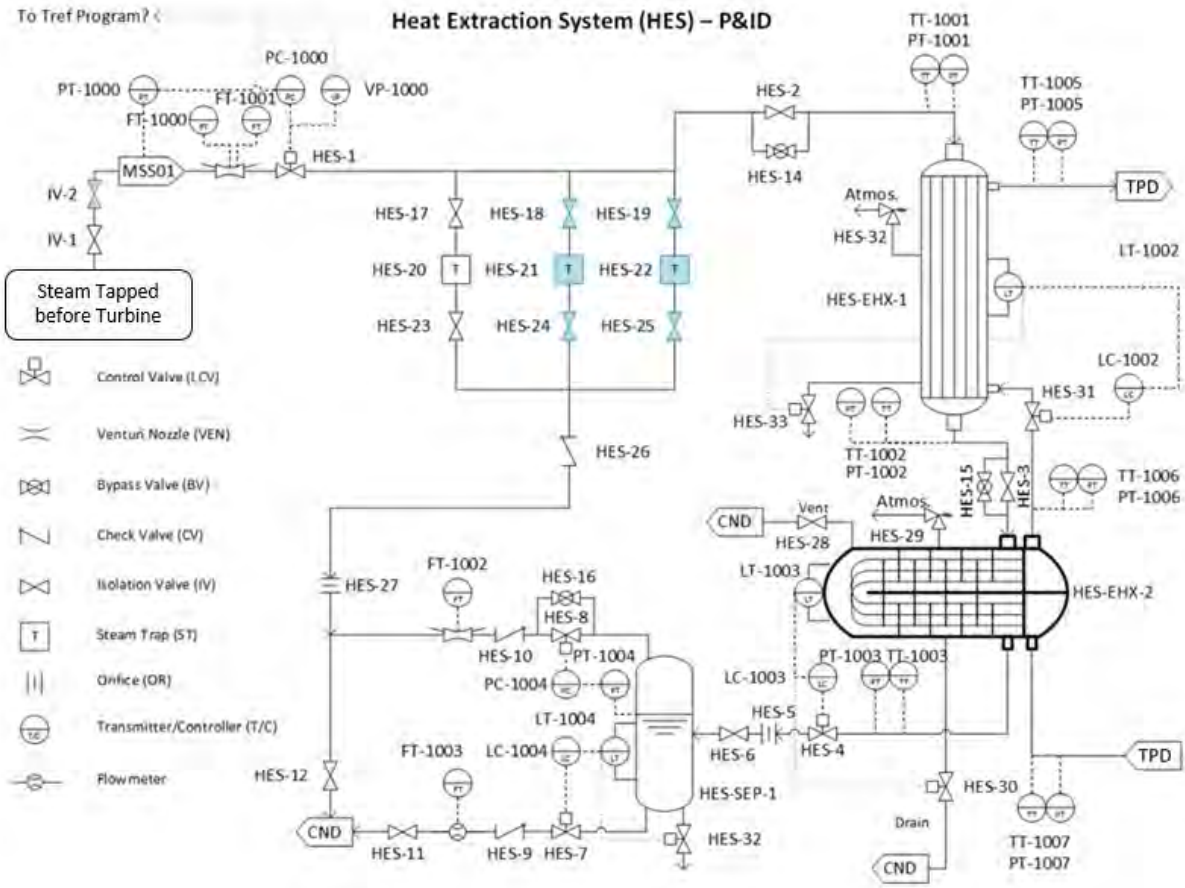 To Tref Program?
Heat Extraction System (HES) – P&ID
TT-1001
PT-1001
PC-1000
PT-1000
VP-1000
FT-1001
FT-1000
HES-1
MSS01
IV-2
IV-1
Steam Tapped
before Turbine
HES-2
HES-14
TT-1005
PT-1005
TPD
Atmos.
HES-32
LT-1002
HES-EHX-1
HES-17
HES-18
HES-19
HES-20
T
HES-21
T
HES-22
T
HES-23
HES-24
HES-25
LC-1002
HES-31
HES-33
TT-1002
PT-1002
HES-15
HES-3
TT-1006
PT-1006
HES-26
Control Valve (LCV)
Venturi Nozzle (VEN)
Bypass Valve (BV)
Check Valve (CV)
Isolation Valve (IV)
T
Steam Trap (ST)
Orifice (OR)
T/C
Transmitter/Controller (T/C)
Flowmeter
CND
Vent
HES-28
Atmos.
HES-29
LT-1003
HES-EHX-2
HES-27
FT-1002
HES-16
HES-8
HES-10
PT-1004
PC-1004
LT-1004
LC-1004
PT-1003
TT-1003
LC-1003
HES-5
HES-6
HES-4
FT-1003
HES-12
HES-SEP-1
CND
HES-11
HES-9
HES-7
HES-32
TPD
HES-30
Drain
CND
TT-1007
PT-1007